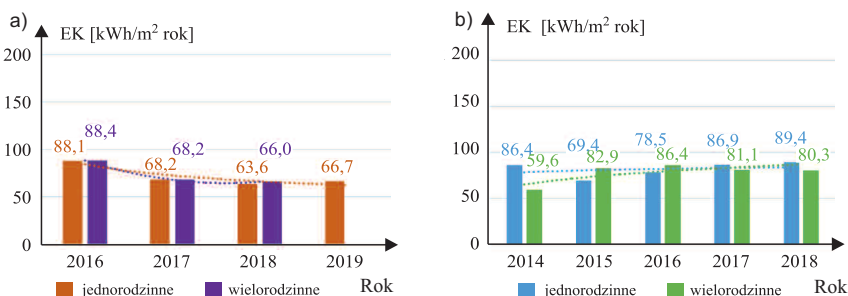 a)
EK [kWh/m² rok]
200
150
100
50
0
88,1
88,4
68,2
68,2
63,6
66,0
66,7
2016 2017 2018 2019
Rok
jednorodzinne wielorodzinne
b)
EK [kWh/m² rok]
200
150
100
50
0
86,4
59,6
69,4
82,9
78,5
86,4
86,9
81,1
89,4
80,3
2014 2015 2016 2017 2018
Rok
jednorodzinne wielorodzinne